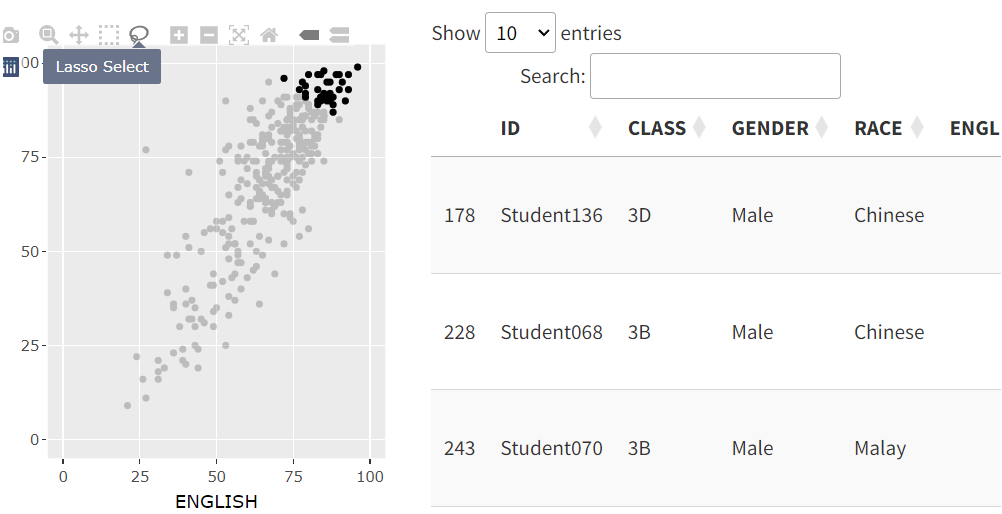 Lasso Select
00
75
50
25
0
0 25 50 75 100
ENGLISH
Show 10 entries
Search:
ID CLASS GENDER RACE ENGL
178 Student136 3D Male Chinese
228 Student068 3B Male Chinese
243 Student070 3B Male Malay